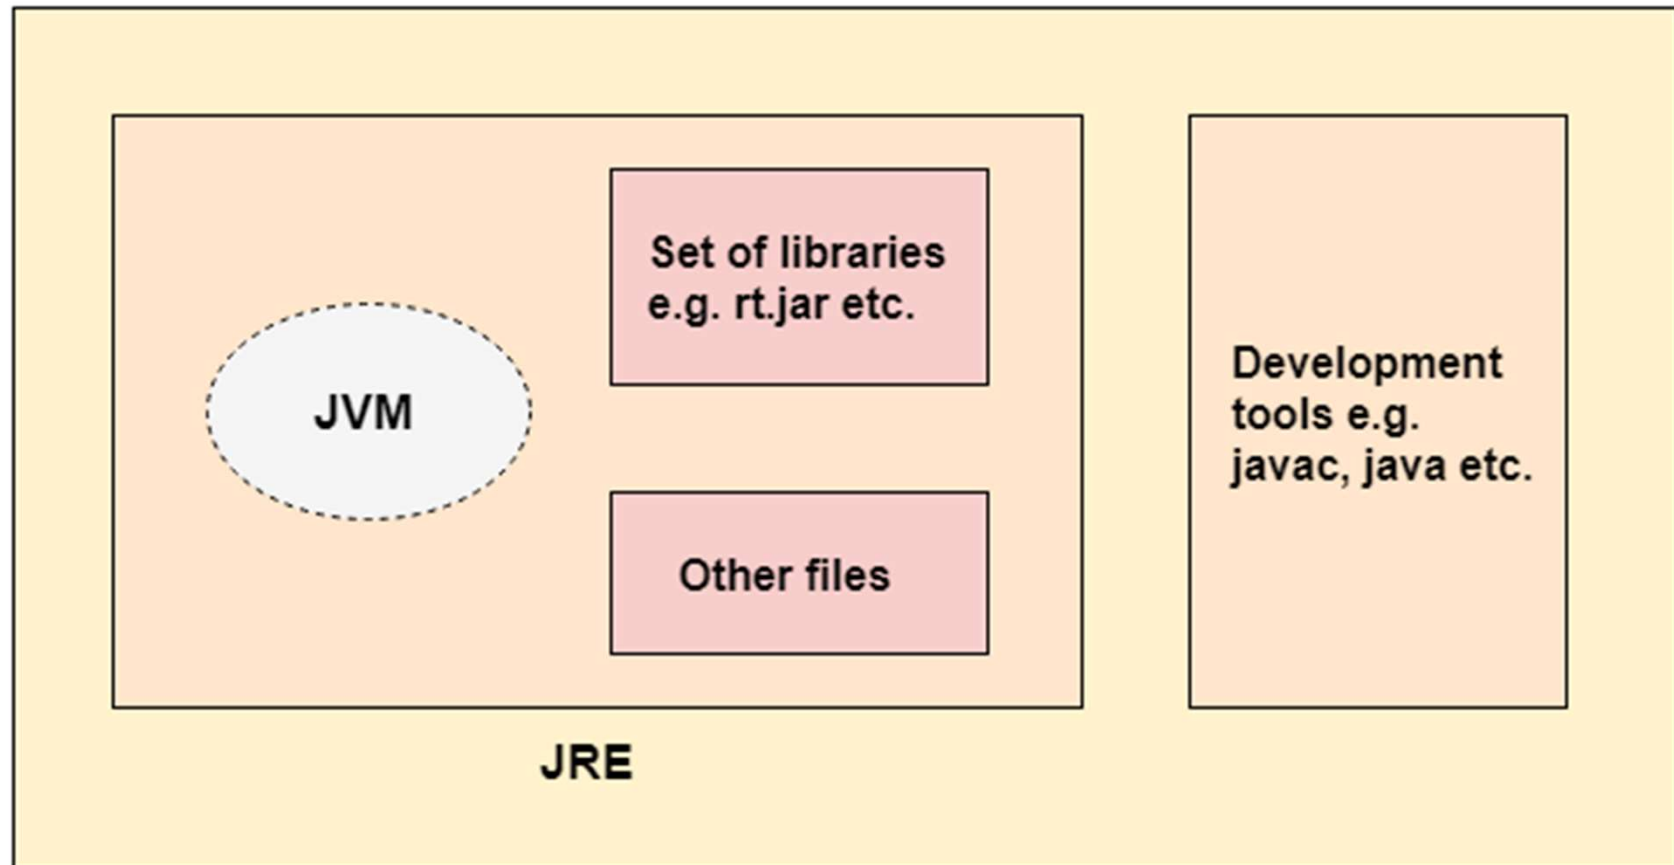 Set of libraries
e.g. rt.jar etc.
JVM
Other files
Development
tools e.g.
javac, java etc.
JRE